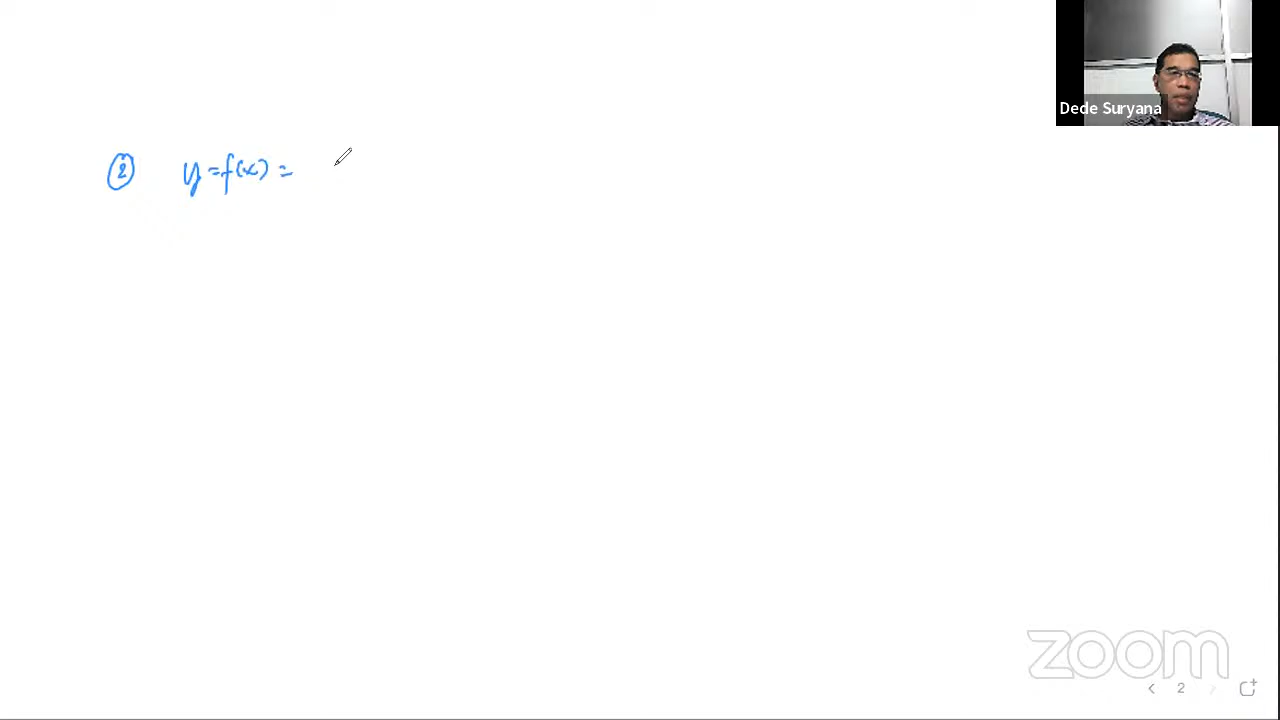 Dede Suryana
② y = f(x) =
zoom
< 2 >